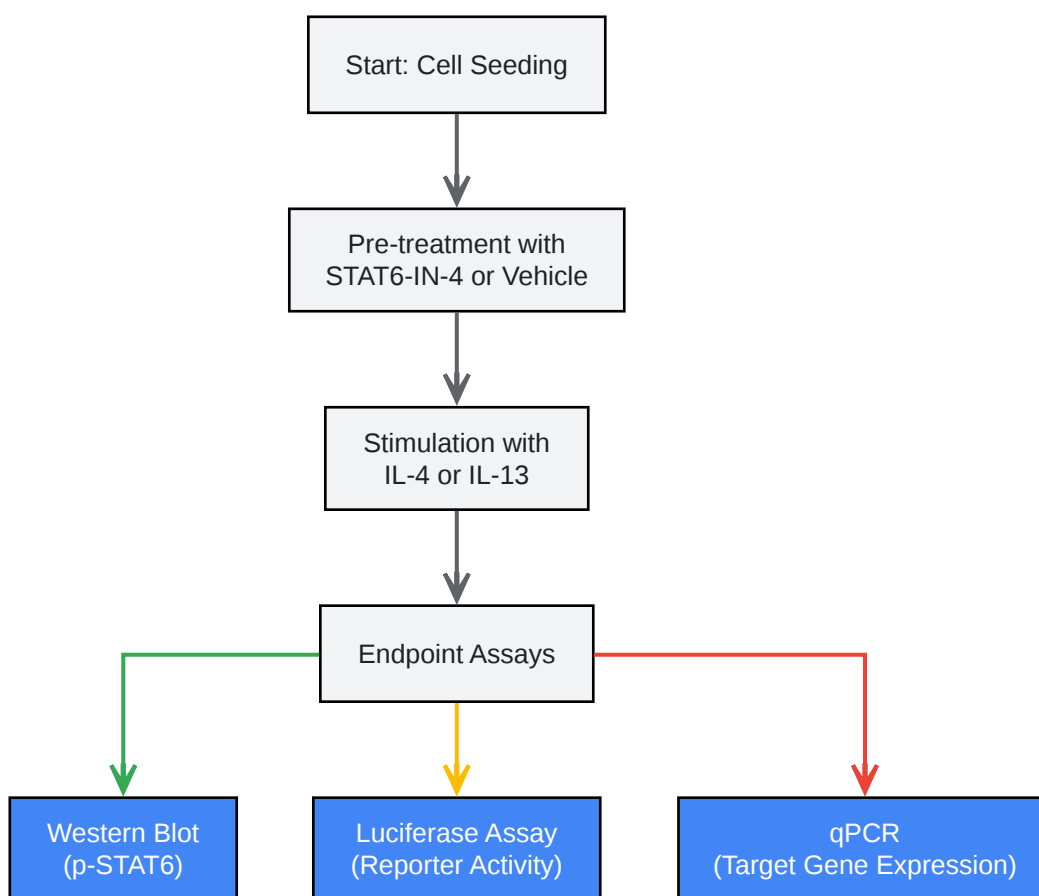 Start: Cell Seeding
Pre-treatment with
STAT6-IN-4 or Vehicle
Stimulation with
IL-4 or IL-13
Endpoint Assays
Western Blot
(p-STAT6)
Luciferase Assay
(Reporter Activity)
qPCR
(Target Gene Expression)